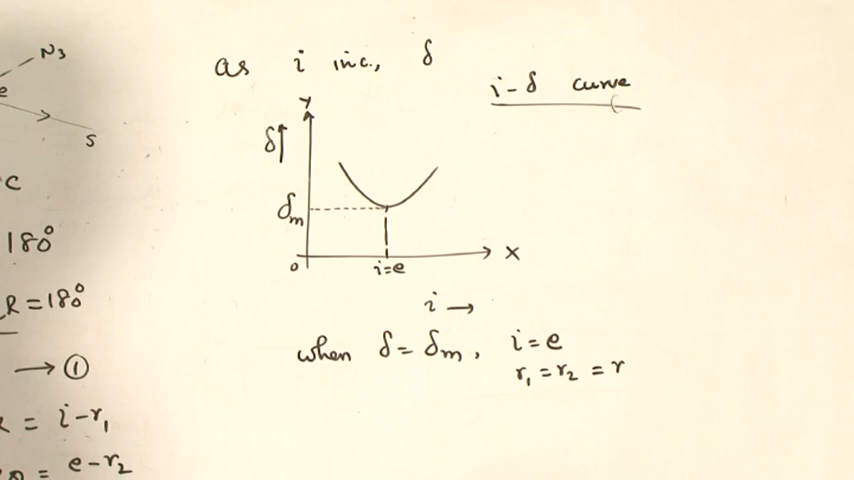 N3
e
S
C
180°
R = 180°
→ ①
= i-r₁
= e-r₂
as i inc., δ
i-δ curve
Y
δ↑
δm
O
i=e
X
i →
when δ = δm, i = e
r₁ = r₂ = r